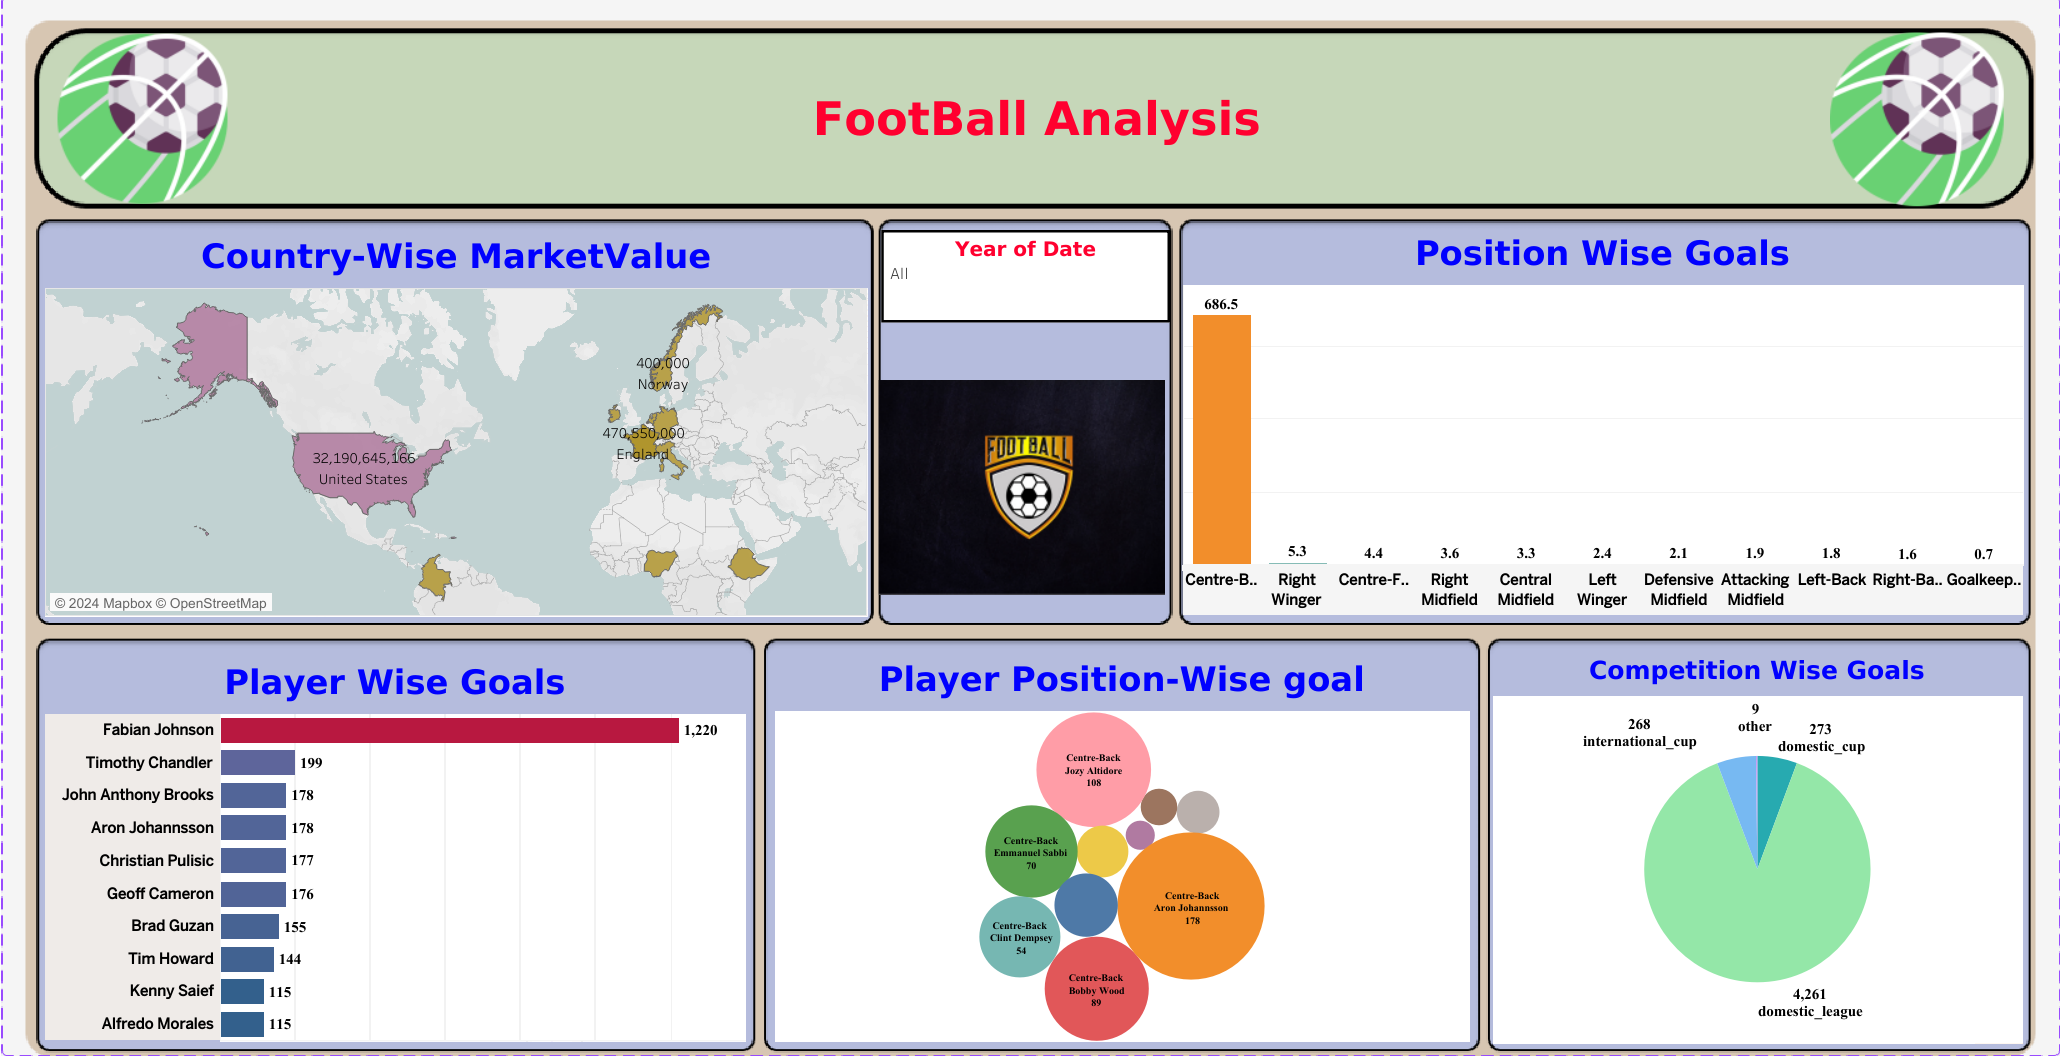 FootBall Analysis
Country-Wise MarketValue
400,000
Norway
470,550,000
England
32,190,645,166
United States
© 2024 Mapbox © OpenStreetMap
Year of Date
All
FOOTBALL
Position Wise Goals
686.5
5.3
4.4
3.6
3.3
2.4
2.1
1.9
1.8
1.6
0.7
Centre-B..
Right
Winger
Centre-F..
Right
Midfield
Central
Midfield
Left
Winger
Defensive
Midfield
Attacking
Midfield
Left-Back
Right-Ba..
Goalkeep..
Player Wise Goals
Fabian Johnson 1,220
Timothy Chandler 199
John Anthony Brooks 178
Aron Johannsson 178
Christian Pulisic 177
Geoff Cameron 176
Brad Guzan 155
Tim Howard 144
Kenny Saief 115
Alfredo Morales 115
Player Position-Wise goal
Centre-Back
Jozy Altidore
108
Centre-Back
Emmanuel Sabbi
70
Centre-Back
Aron Johannsson
178
Centre-Back
Clint Dempsey
54
Centre-Back
Bobby Wood
89
Competition Wise Goals
9
other
268
international_cup
273
domestic_cup
4,261
domestic_league